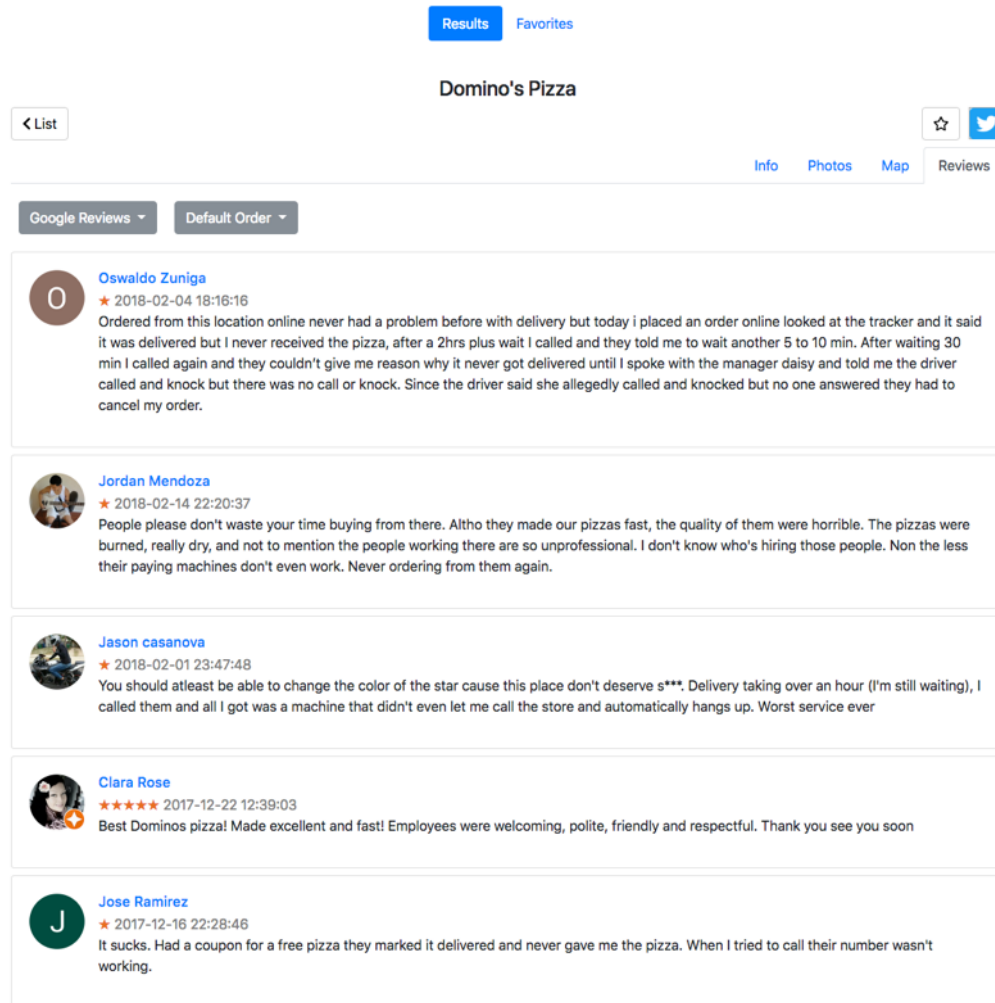 Results Favorites
Domino's Pizza
List
Info Photos Map Reviews
Google Reviews Default Order
O
Oswaldo Zuniga
★ 2018-02-04 18:16:16
Ordered from this location online never had a problem before with delivery but today i placed an order online looked at the tracker and it said
it was delivered but I never received the pizza, after a 2hrs plus wait I called and they told me to wait another 5 to 10 min. After waiting 30
min I called again and they couldn't give me reason why it never got delivered until I spoke with the manager daisy and told me the driver
called and knock but there was no call or knock. Since the driver said she allegedly called and knocked but no one answered they had to
cancel my order.
Jordan Mendoza
★ 2018-02-14 22:20:37
People please don't waste your time buying from there. Altho they made our pizzas fast, the quality of them were horrible. The pizzas were
burned, really dry, and not to mention the people working there are so unprofessional. I don't know who's hiring those people. Non the less
their paying machines don't even work. Never ordering from them again.
Jason casanova
★ 2018-02-01 23:47:48
You should atleast be able to change the color of the star cause this place don't deserve s***. Delivery taking over an hour (I'm still waiting), I
called them and all I got was a machine that didn't even let me call the store and automatically hangs up. Worst service ever
Clara Rose
★★★★★ 2017-12-22 12:39:03
Best Dominos pizza! Made excellent and fast! Employees were welcoming, polite, friendly and respectful. Thank you see you soon
J
Jose Ramirez
★ 2017-12-16 22:28:46
It sucks. Had a coupon for a free pizza they marked it delivered and never gave me the pizza. When I tried to call their number wasn't
working.